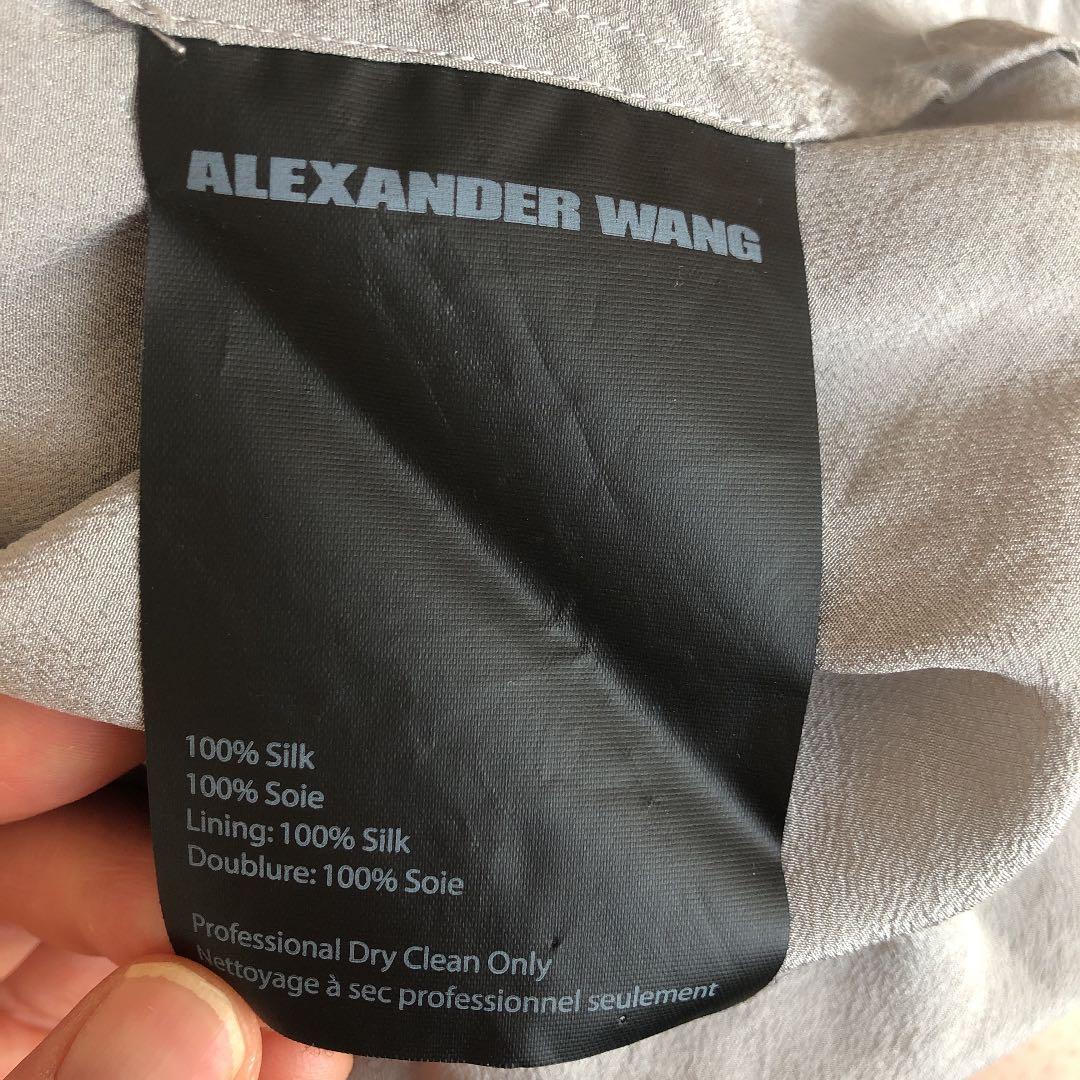 ALEXANDER WANG
100% Silk
100% Soie
Lining: 100% Silk
Doublure: 100% Soie
Professional Dry Clean Only
Nettoyage à sec professionnel seulement